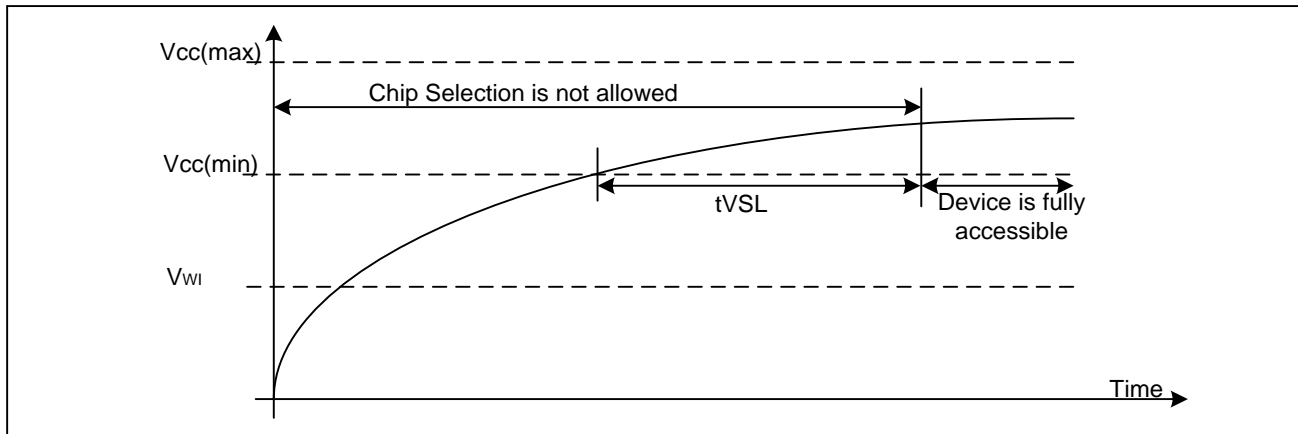 Vcc(max)
Chip Selection is not allowed
Vcc(min)
tVSL
Device is fully
accessible
VWI
Time